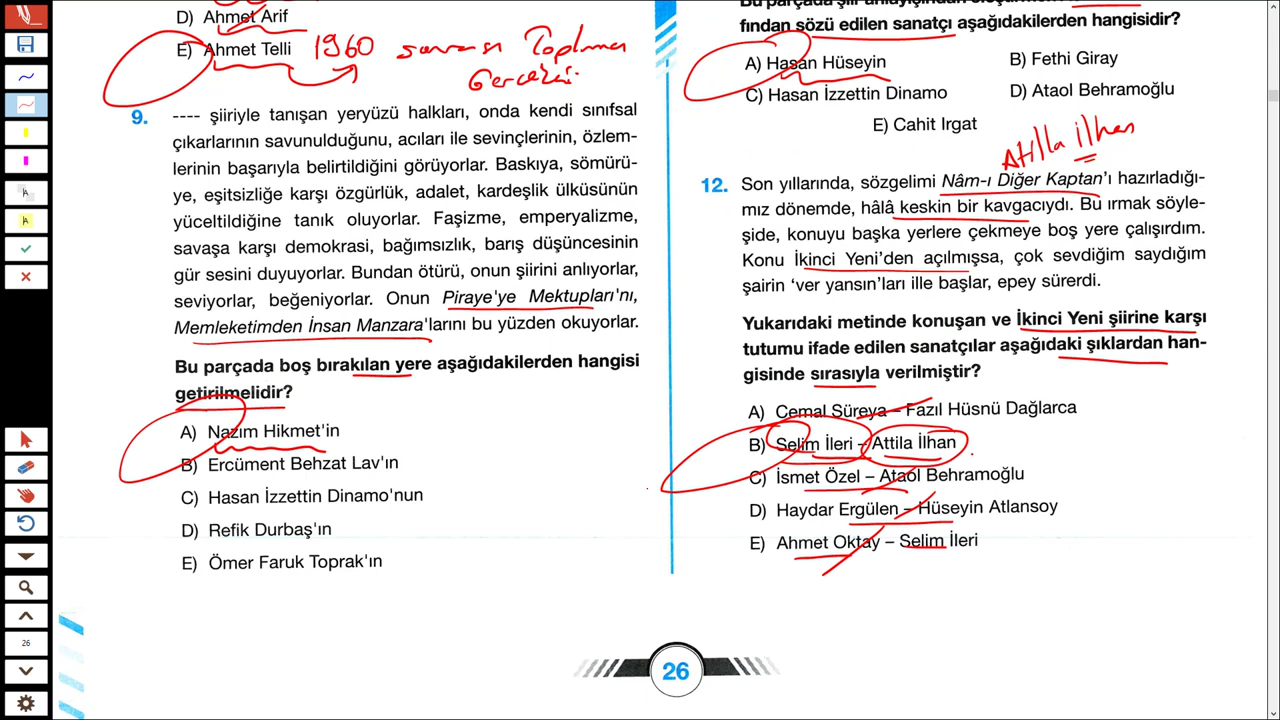 D) Ahmet Arif
E) Ahmet Telli 1960 sonrası Toplumcu
Gerçekçi
9. ---- şiiriyle tanışan yeryüzü halkları, onda kendi sınıfsal
çıkarlarının savunulduğunu, acıları ile sevinçlerinin, özlem-
lerinin başarıyla belirtildiğini görüyorlar. Baskıya, sömürü-
ye, eşitsizliğe karşı özgürlük, adalet, kardeşlik ülküsünün
yüceltildiğine tanık oluyorlar. Faşizme, emperyalizme,
savaşa karşı demokrasi, bağımsızlık, barış düşüncesinin
gür sesini duyuyorlar. Bundan ötürü, onun şiirini anlıyorlar,
seviyorlar, beğeniyorlar. Onun Piraye'ye Mektupları'nı,
Memleketimden İnsan Manzara'larını bu yüzden okuyorlar.
Bu parçada boş bırakılan yere aşağıdakilerden hangisi
getirilmelidir?
A) Nazım Hikmet'in
B) Ercüment Behzat Lav'ın
C) Hasan İzzettin Dinamo'nun
D) Refik Durbaş'ın
E) Ömer Faruk Toprak'ın
fından sözü edilen sanatçı aşağıdakilerden hangisidir?
A) Hasan Hüseyin B) Fethi Giray
C) Hasan İzzettin Dinamo D) Ataol Behramoğlu
E) Cahit Irgat
Atilla İlhan
12. Son yıllarında, sözgelimi Nâm-ı Diğer Kaptan'ı hazırladığı-
mız dönemde, hâlâ keskin bir kavgacıydı. Bu ırmak söyle-
şide, konuyu başka yerlere çekmeye boş yere çalışırdım.
Konu İkinci Yeni'den açılmışsa, çok sevdiğim saydığım
şairin 'ver yansın'ları ille başlar, epey sürerdi.
Yukarıdaki metinde konuşan ve İkinci Yeni şiirine karşı
tutumu ifade edilen sanatçılar aşağıdaki şıklardan han-
gisinde sırasıyla verilmiştir?
A) Cemal Süreya – Fazıl Hüsnü Dağlarca
B) Selim İleri – Attila İlhan
C) İsmet Özel – Ataol Behramoğlu
D) Haydar Ergülen – Hüseyin Atlansoy
E) Ahmet Oktay – Selim İleri
26
26